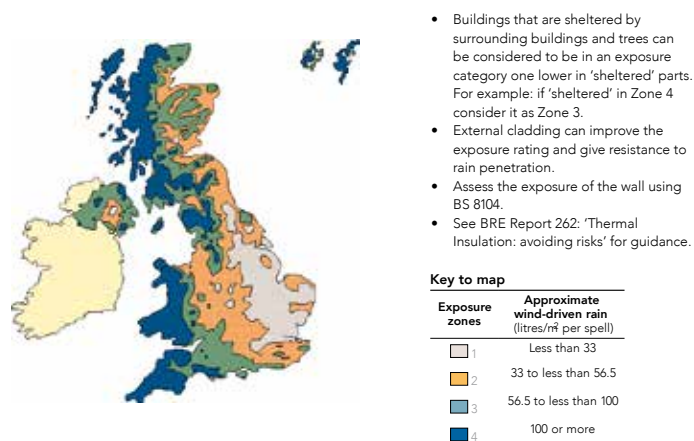 • Buildings that are sheltered by
surrounding buildings and trees can
be considered to be in an exposure
category one lower in ‘sheltered’ parts.
For example: if ‘sheltered’ in Zone 4
consider it as Zone 3.
• External cladding can improve the
exposure rating and give resistance to
rain penetration.
• Assess the exposure of the wall using
BS 8104.
• See BRE Report 262: ‘Thermal
Insulation: avoiding risks’ for guidance.
Key to map
Exposure zones
Approximate
wind-driven rain
(litres/m² per spell)
1 Less than 33
2 33 to less than 56.5
3 56.5 to less than 100
4 100 or more